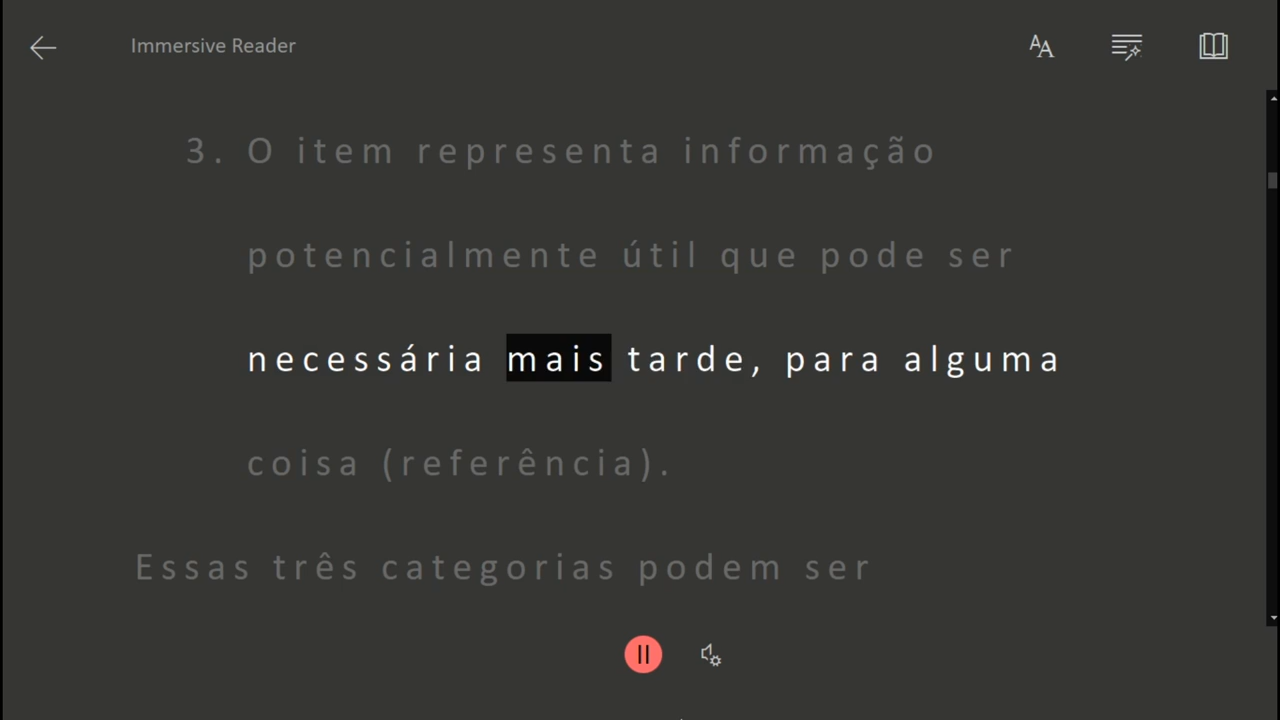 Immersive Reader
3. O item representa informação
potencialmente útil que pode ser
necessária mais tarde, para alguma
coisa (referência).
Essas três categorias podem ser